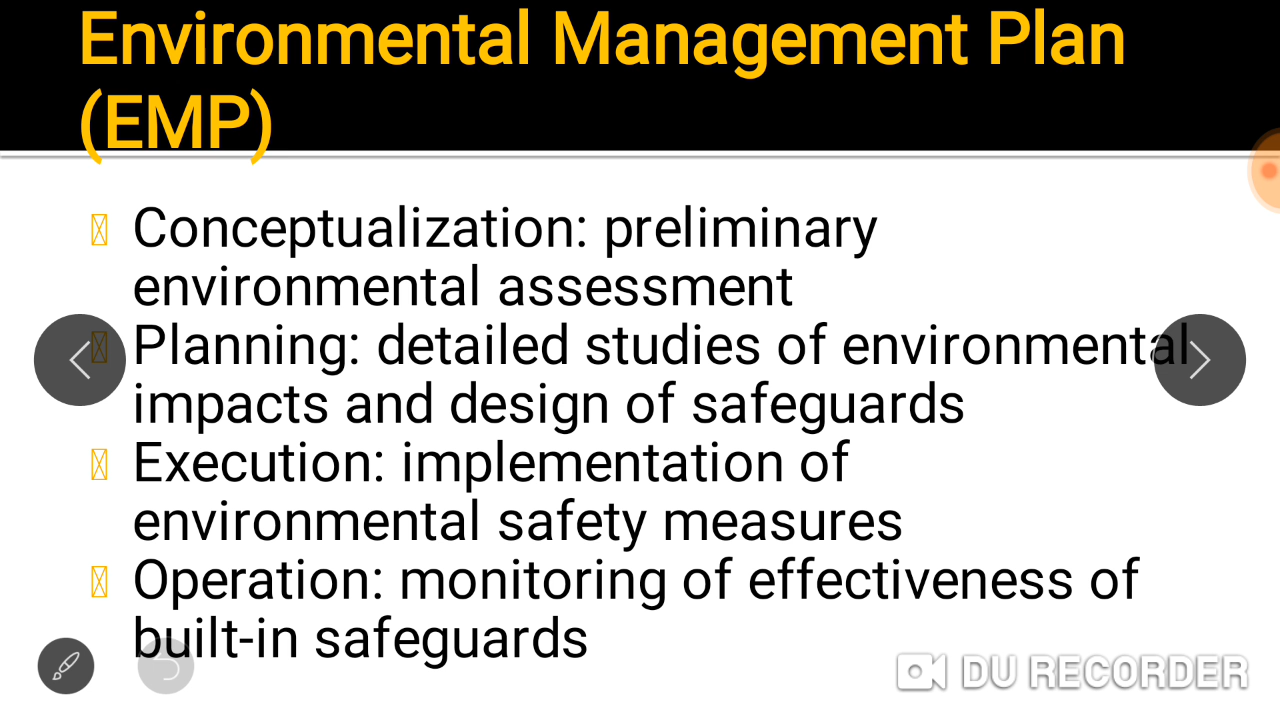 Environmental Management Plan
(EMP)
Conceptualization: preliminary
environmental assessment
Planning: detailed studies of environmental
impacts and design of safeguards
Execution: implementation of
environmental safety measures
Operation: monitoring of effectiveness of
built-in safeguards
DU RECORDER